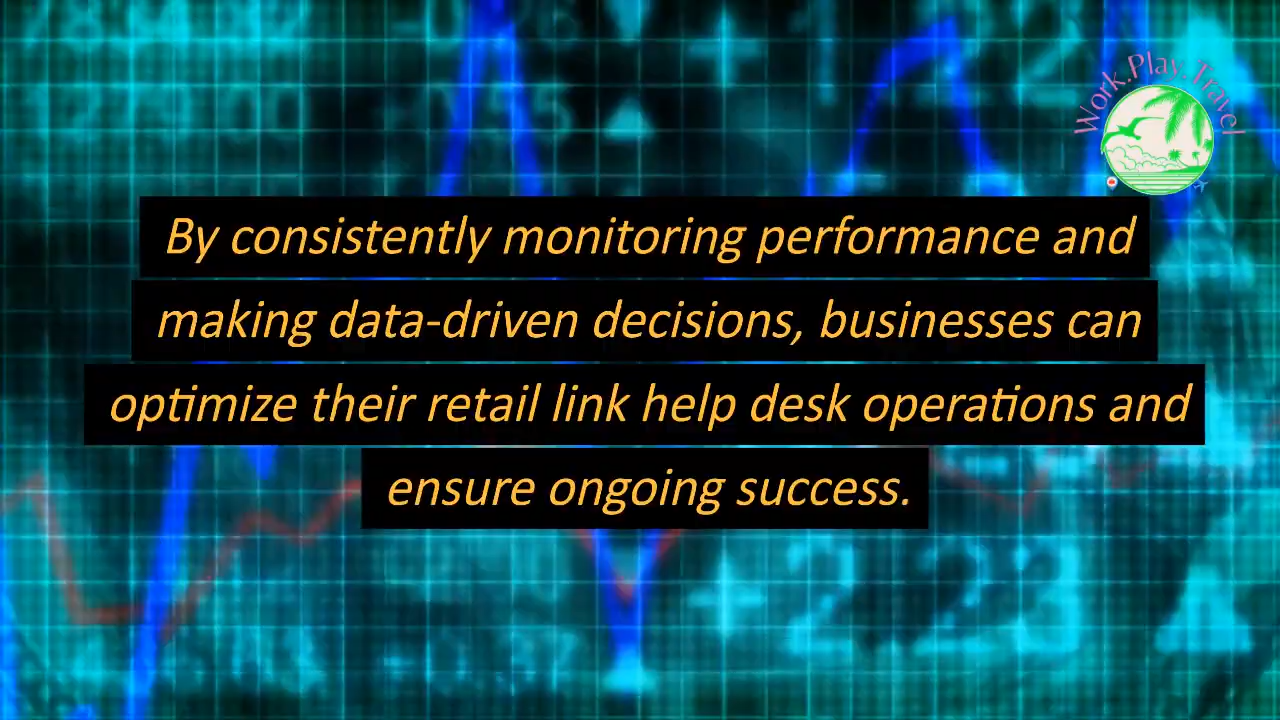 Work.Play.Travel
By consistently monitoring performance and
making data-driven decisions, businesses can
optimize their retail link help desk operations and
ensure ongoing success.